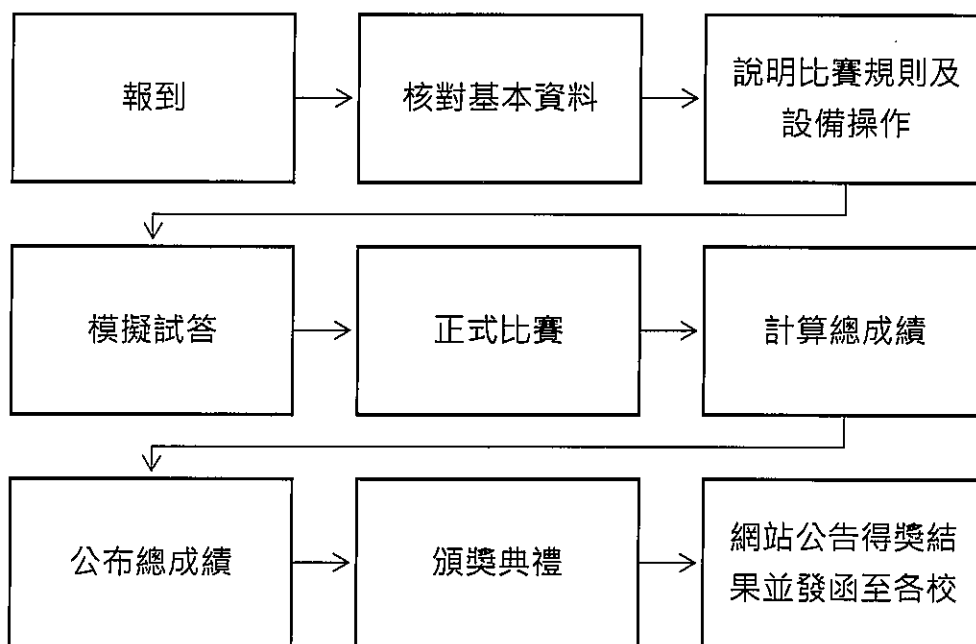 報到
核對基本資料
說明比賽規則及
設備操作
模擬試答
正式比賽
計算總成績
公布總成績
頒獎典禮
網站公告得獎結
果並發函至各校